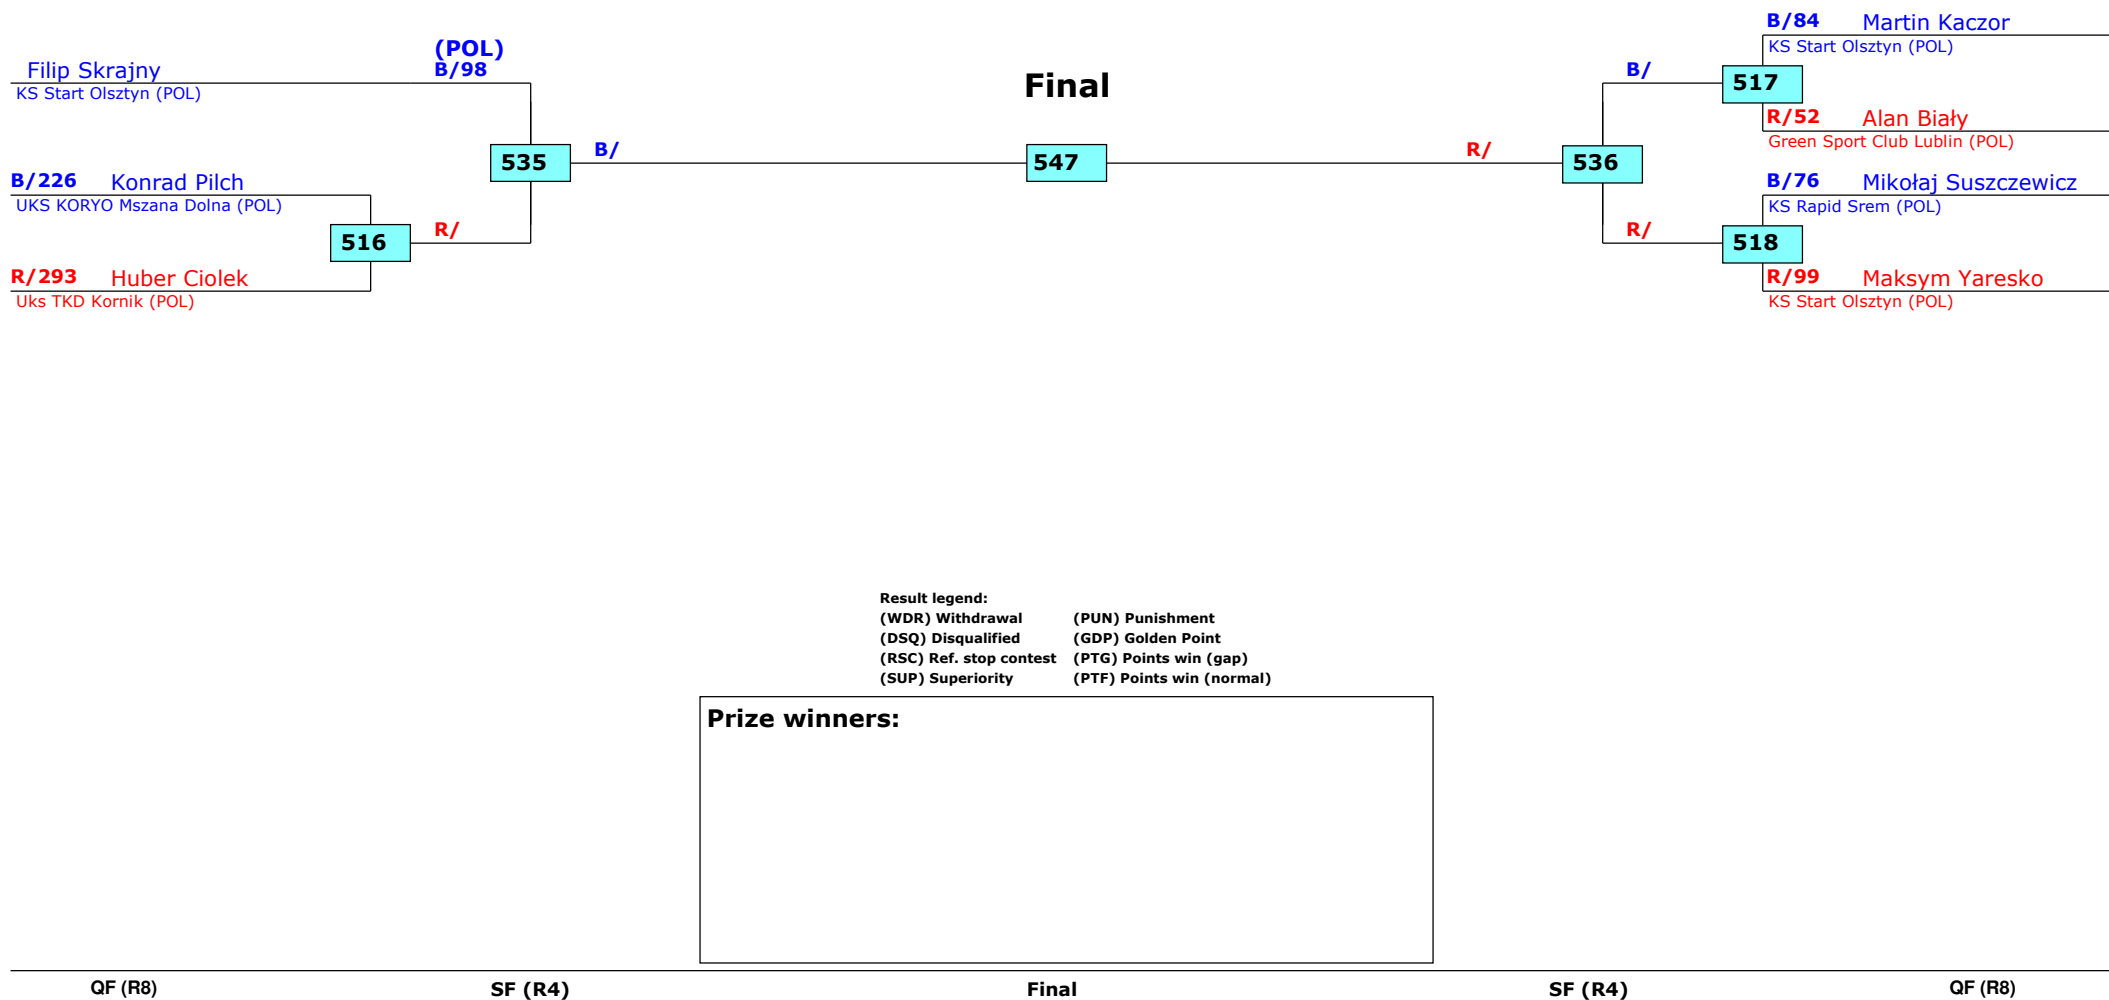 (POL)
Filip Skrajny B/98
KS Start Olsztyn (POL)
B/226 Konrad Pilch
UKS KORYO Mszana Dolna (POL)
R/293 Huber Ciolek
Uks TKD Kornik (POL)
516
R/
535
B/
Final
547
R/
536
B/
R/
517
518
B/84 Martin Kaczor
KS Start Olsztyn (POL)
R/52 Alan Biały
Green Sport Club Lublin (POL)
B/76 Mikołaj Suszczewicz
KS Rapid Srem (POL)
R/99 Maksym Yaresko
KS Start Olsztyn (POL)
Result legend:
(WDR) Withdrawal (PUN) Punishment
(DSQ) Disqualified (GDP) Golden Point
(RSC) Ref. stop contest (PTG) Points win (gap)
(SUP) Superiority (PTF) Points win (normal)
Prize winners:
QF (R8) SF (R4) Final SF (R4) QF (R8)